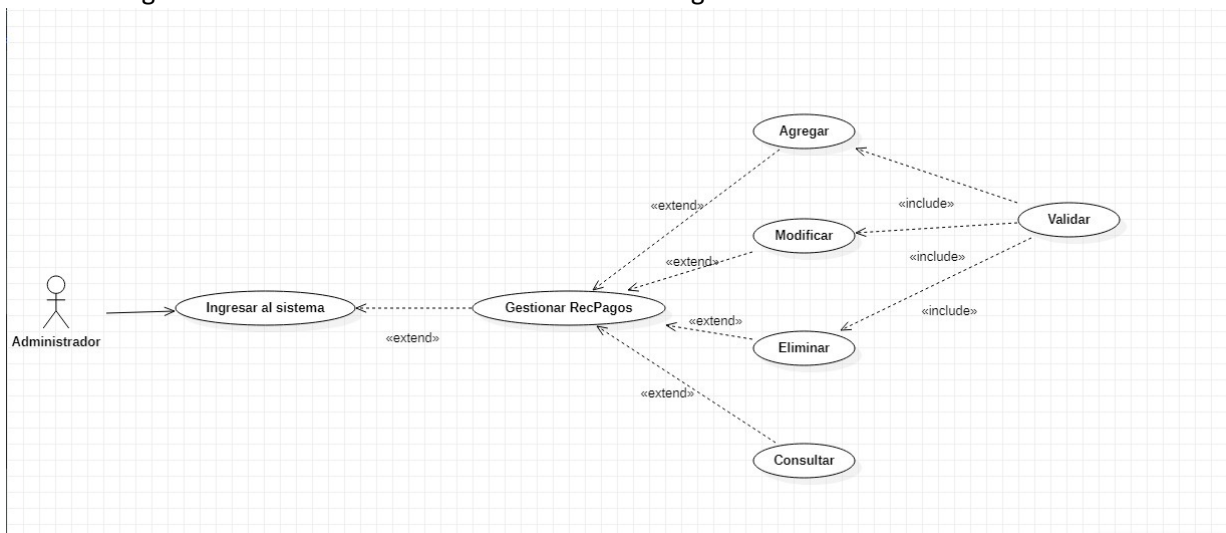 Agregar
«extend»
«include»
Validar
Modificar
«include»
«extend»
Ingresar al sistema
Gestionar RecPagos
«extend»
«include»
Administrador
«extend»
Eliminar
«extend»
Consultar